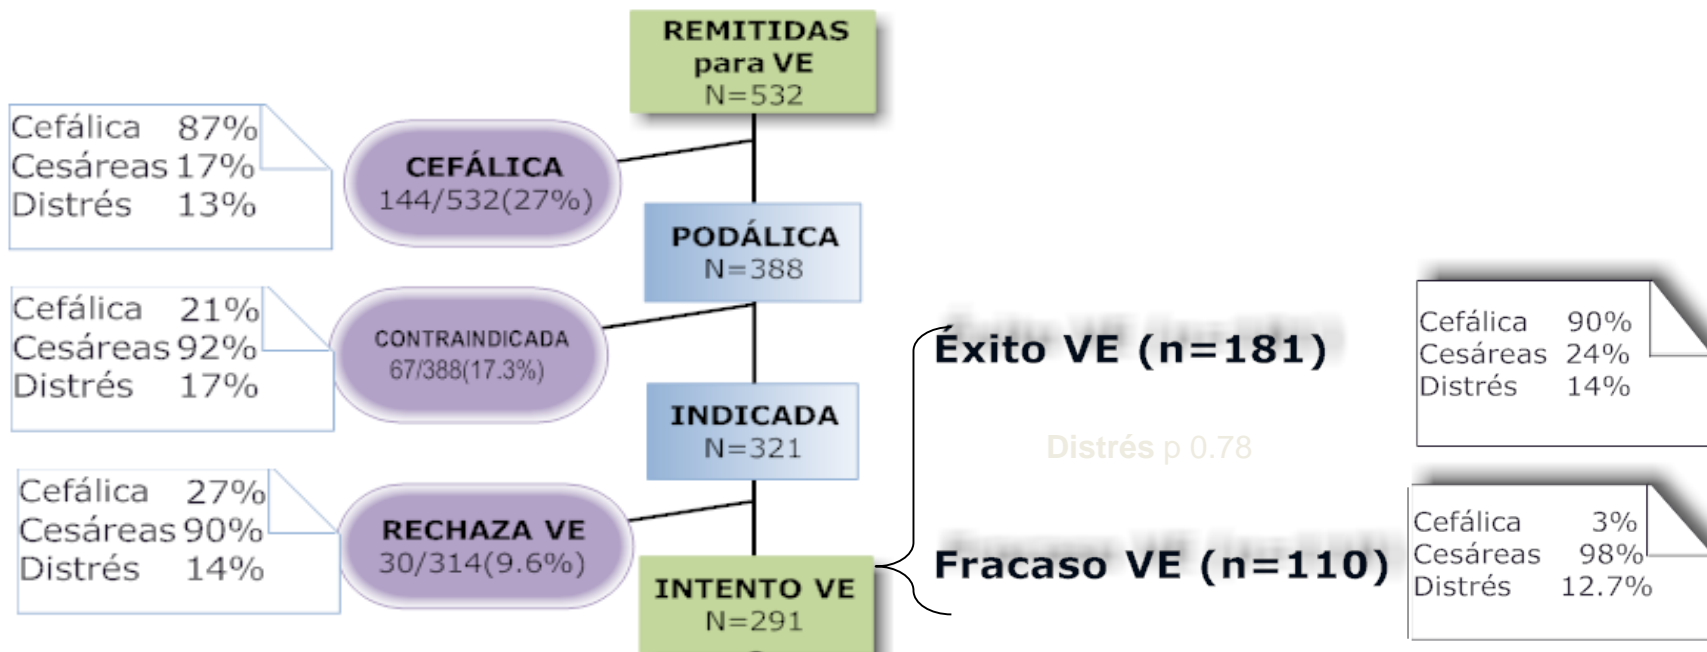 REMITIDAS
para VE
N=532
Cefálica 87%
Cesáreas 17%
Distrés 13%
CEFÁLICA
144/532(27%)
PODÁLICA
N=388
Cefálica 21%
Cesáreas 92%
Distrés 17%
CONTRAINDICADA
67/388(17.3%)
INDICADA
N=321
Cefálica 27%
Cesáreas 90%
Distrés 14%
RECHAZA VE
30/314(9.6%)
INTENTO VE
N=291
Éxito VE (n=181)
Cefálica 90%
Cesáreas 24%
Distrés 14%
Distrés p 0.78
Fracaso VE (n=110)
Cefálica 3%
Cesáreas 98%
Distrés 12.7%